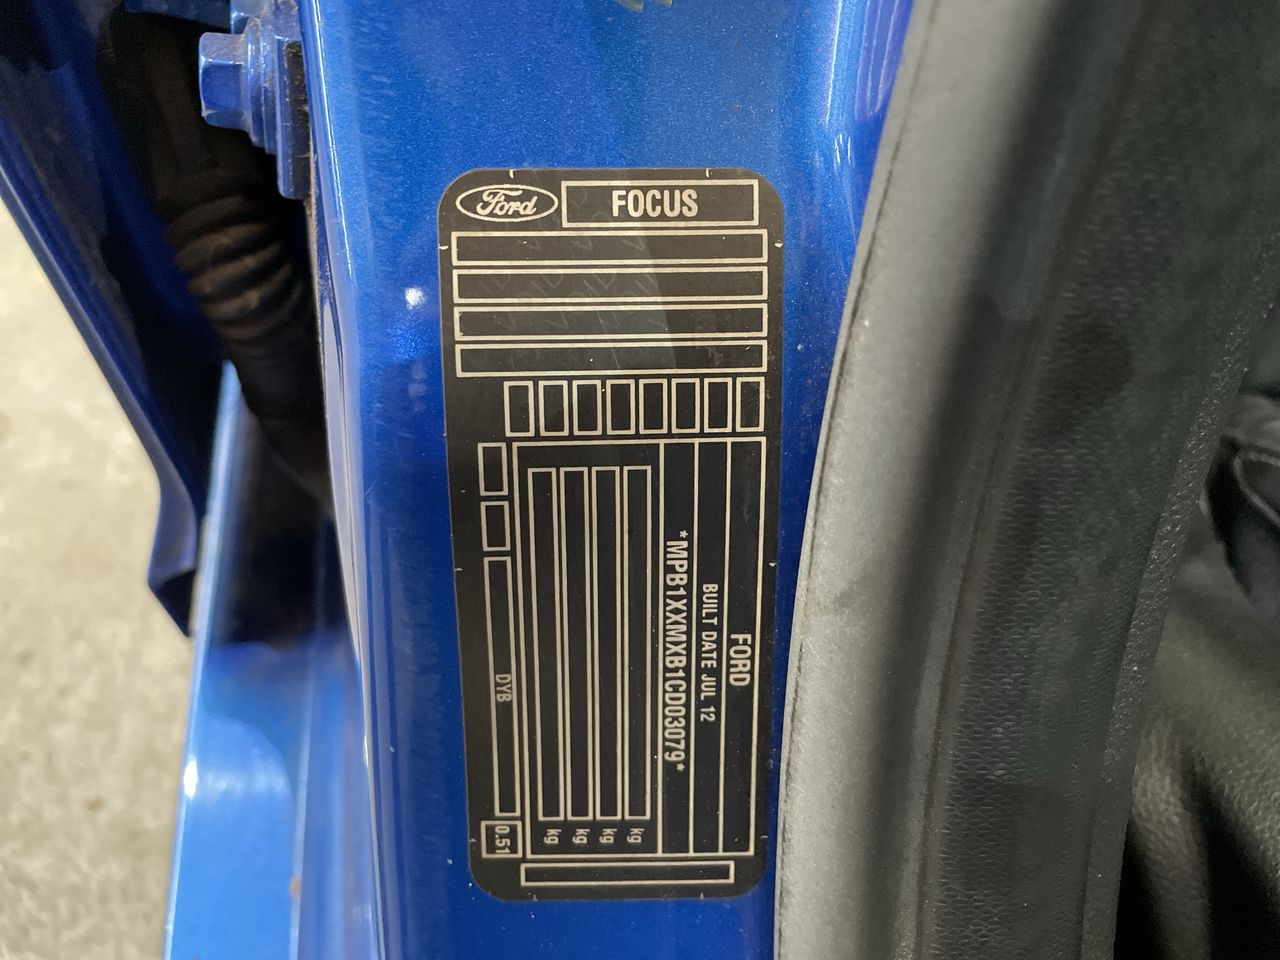 Ford
FOCUS
FORD
BUILT DATE JUL 12
*MPB1XXMXB1CD03079*
kg
kg
kg
kg
DYB
0.51